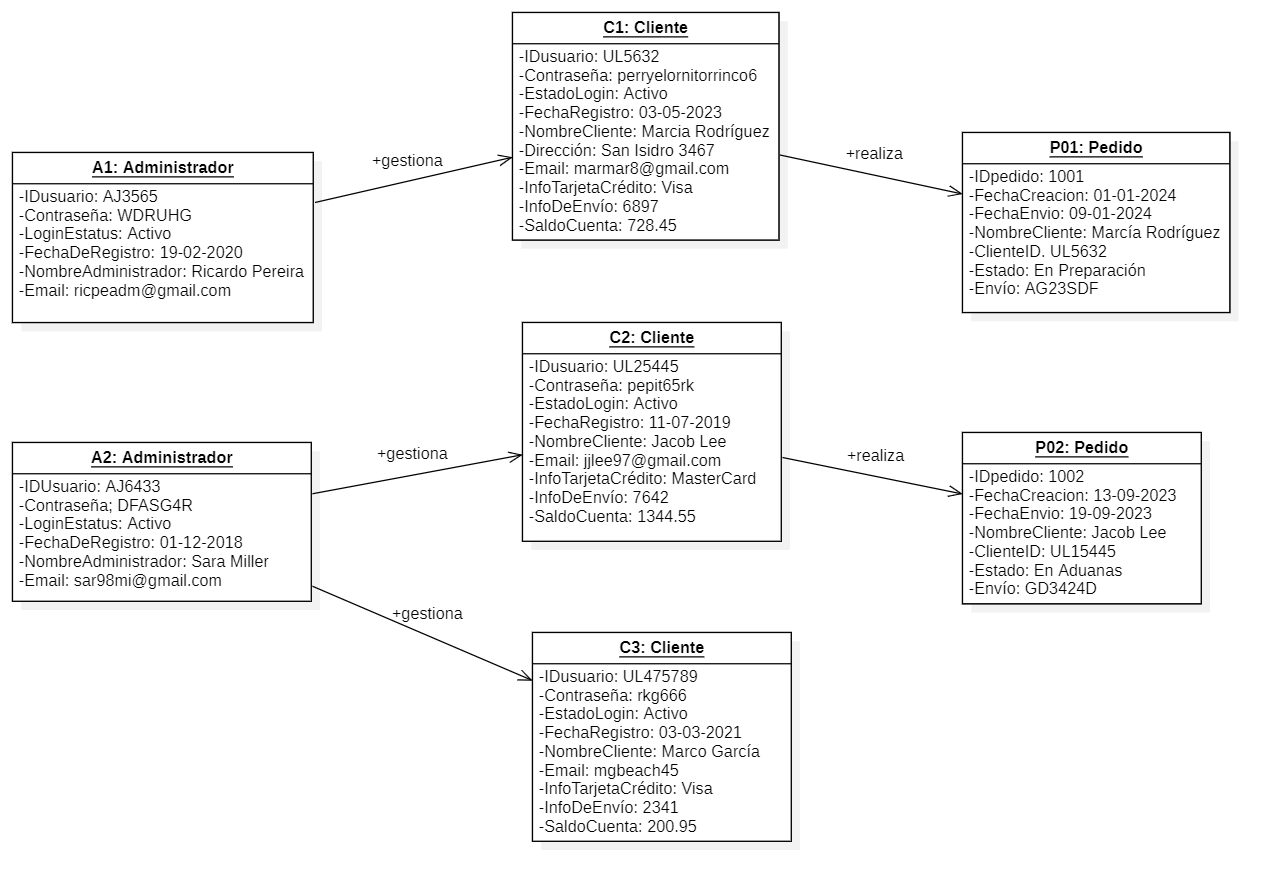 C1: Cliente
-IDusuario: UL5632
-Contraseña: perryelornitorrinco6
-EstadoLogin: Activo
-FechaRegistro: 03-05-2023
-NombreCliente: Marcia Rodríguez
-Dirección: San Isidro 3467
-Email: marmar8@gmail.com
-InfoTarjetaCrédito: Visa
-InfoDeEnvío: 6897
-SaldoCuenta: 728.45
+gestiona
+realiza
A1: Administrador
-IDusuario: AJ3565
-Contraseña: WDRUHG
-LoginEstatus: Activo
-FechaDeRegistro: 19-02-2020
-NombreAdministrador: Ricardo Pereira
-Email: ricpeadm@gmail.com
P01: Pedido
-IDpedido: 1001
-FechaCreacion: 01-01-2024
-FechaEnvio: 09-01-2024
-NombreCliente: Marcía Rodríguez
-ClienteID. UL5632
-Estado: En Preparación
-Envío: AG23SDF
C2: Cliente
-IDusuario: UL25445
-Contraseña: pepit65rk
-EstadoLogin: Activo
-FechaRegistro: 11-07-2019
-NombreCliente: Jacob Lee
-Email: jjlee97@gmail.com
-InfoTarjetaCrédito: MasterCard
-InfoDeEnvío: 7642
-SaldoCuenta: 1344.55
+gestiona
+realiza
A2: Administrador
-IDUsuario: AJ6433
-Contraseña; DFASG4R
-LoginEstatus: Activo
-FechaDeRegistro: 01-12-2018
-NombreAdministrador: Sara Miller
-Email: sar98mi@gmail.com
P02: Pedido
-IDpedido: 1002
-FechaCreacion: 13-09-2023
-FechaEnvio: 19-09-2023
-NombreCliente: Jacob Lee
-ClienteID: UL15445
-Estado: En Aduanas
-Envío: GD3424D
+gestiona
C3: Cliente
-IDusuario: UL475789
-Contraseña: rkg666
-EstadoLogin: Activo
-FechaRegistro: 03-03-2021
-NombreCliente: Marco García
-Email: mgbeach45
-InfoTarjetaCrédito: Visa
-InfoDeEnvío: 2341
-SaldoCuenta: 200.95